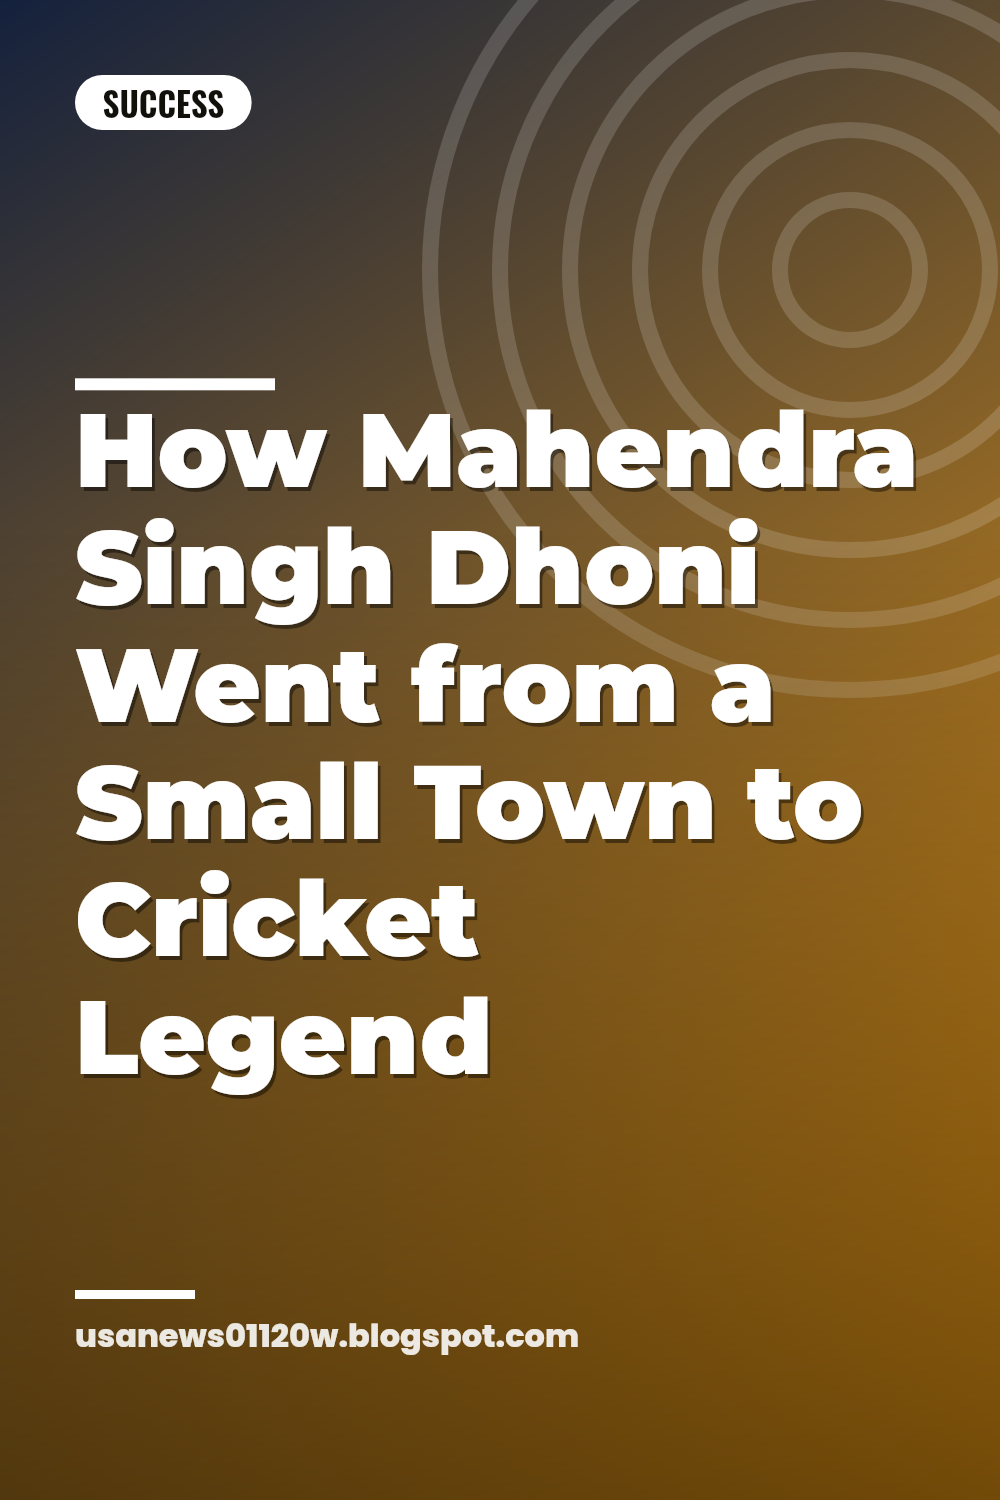 SUCCESS
How Mahendra
Singh Dhoni
Went from a
Small Town to
Cricket
Legend
usanews01120w.blogspot.com